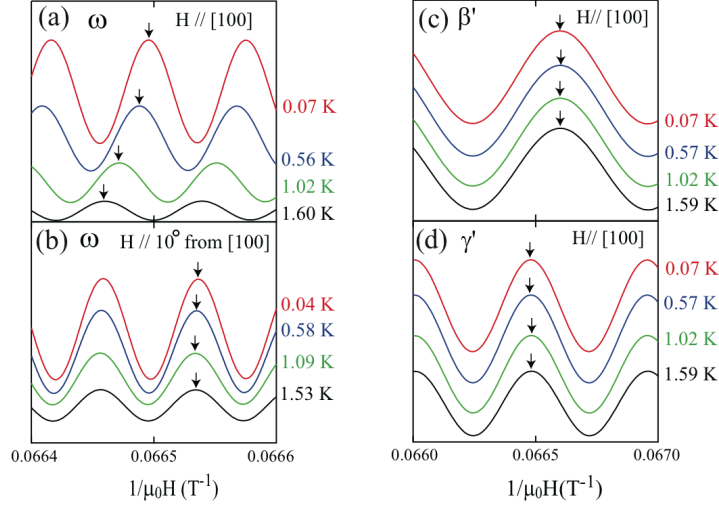 (a) ω H // [100]
0.07 K
0.56 K
1.02 K
1.60 K
(b) ω H // 10° from [100]
0.04 K
0.58 K
1.09 K
1.53 K
0.0664 0.0665 0.0666
1/μ₀H (T⁻¹)
(c) β' H// [100]
0.07 K
0.57 K
1.02 K
1.59 K
(d) γ' H// [100]
0.07 K
0.57 K
1.02 K
1.59 K
0.0660 0.0665 0.0670
1/μ₀H(T⁻¹)